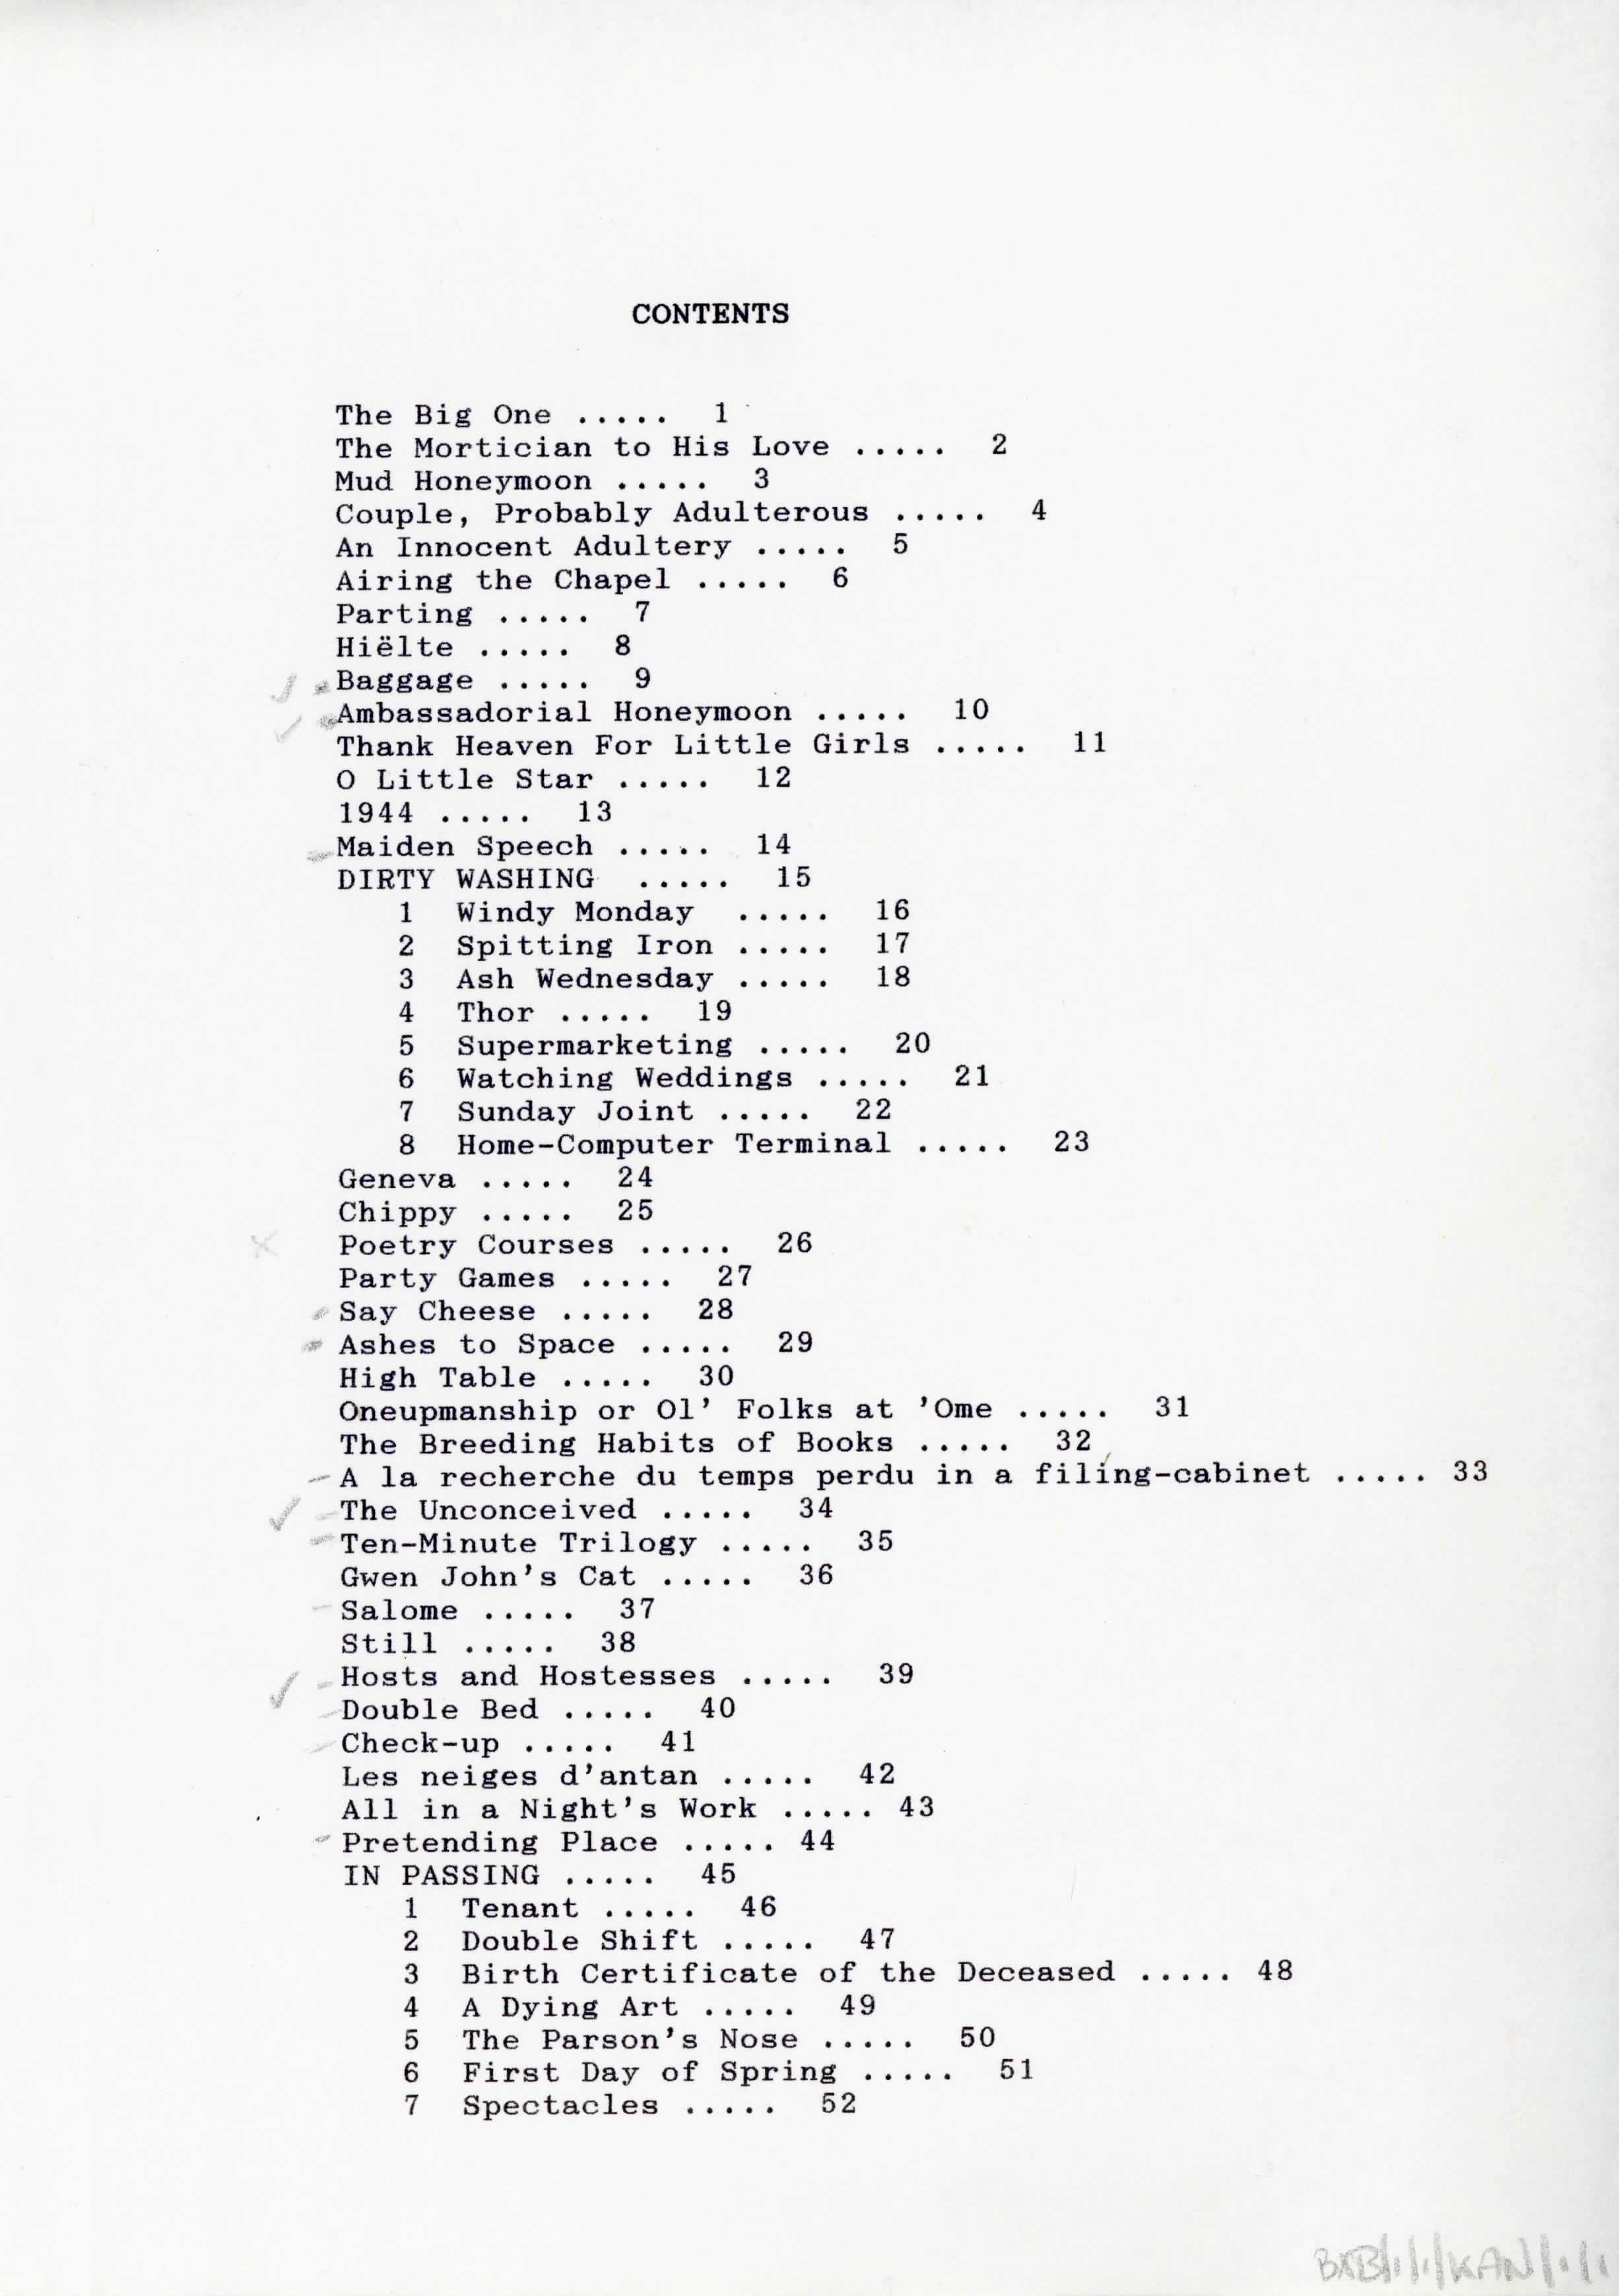 CONTENTS
The Big One ..... 1
The Mortician to His Love ..... 2
Mud Honeymoon ..... 3
Couple, Probably Adulterous ..... 4
An Innocent Adultery ..... 5
Airing the Chapel ..... 6
Parting ..... 7
Hiëlte ..... 8
Baggage ..... 9
Ambassadorial Honeymoon ..... 10
Thank Heaven For Little Girls ..... 11
O Little Star ..... 12
1944 ..... 13
Maiden Speech ..... 14
DIRTY WASHING ..... 15
1 Windy Monday ..... 16
2 Spitting Iron ..... 17
3 Ash Wednesday ..... 18
4 Thor ..... 19
5 Supermarketing ..... 20
6 Watching Weddings ..... 21
7 Sunday Joint ..... 22
8 Home-Computer Terminal ..... 23
Geneva ..... 24
Chippy ..... 25
Poetry Courses ..... 26
Party Games ..... 27
Say Cheese ..... 28
Ashes to Space ..... 29
High Table ..... 30
Oneupmanship or Ol' Folks at 'Ome ..... 31
The Breeding Habits of Books ..... 32
A la recherche du temps perdu in a filing-cabinet ..... 33
The Unconceived ..... 34
Ten-Minute Trilogy ..... 35
Gwen John's Cat ..... 36
Salome ..... 37
Still ..... 38
Hosts and Hostesses ..... 39
Double Bed ..... 40
Check-up ..... 41
Les neiges d'antan ..... 42
All in a Night's Work ..... 43
Pretending Place ..... 44
IN PASSING ..... 45
1 Tenant ..... 46
2 Double Shift ..... 47
3 Birth Certificate of the Deceased ..... 48
4 A Dying Art ..... 49
5 The Parson's Nose ..... 50
6 First Day of Spring ..... 51
7 Spectacles ..... 52
BXB/1/1/KAN/1.1.